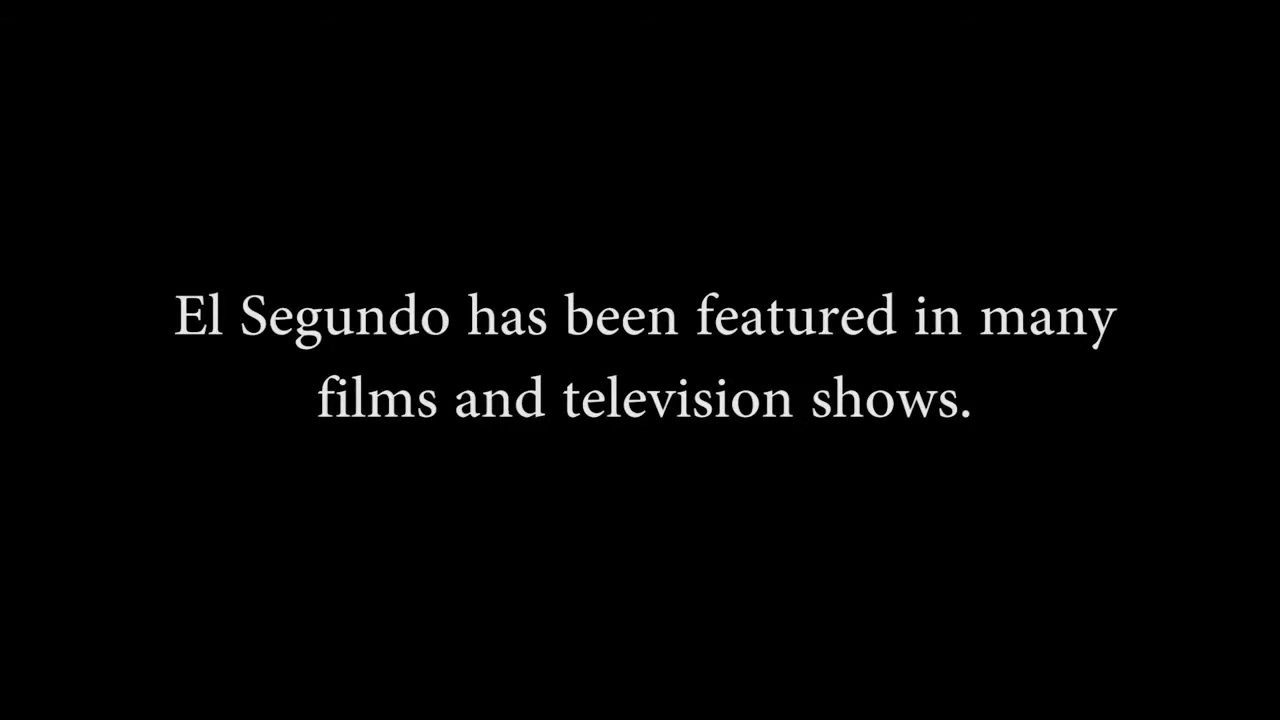 El Segundo has been featured in many
films and television shows.